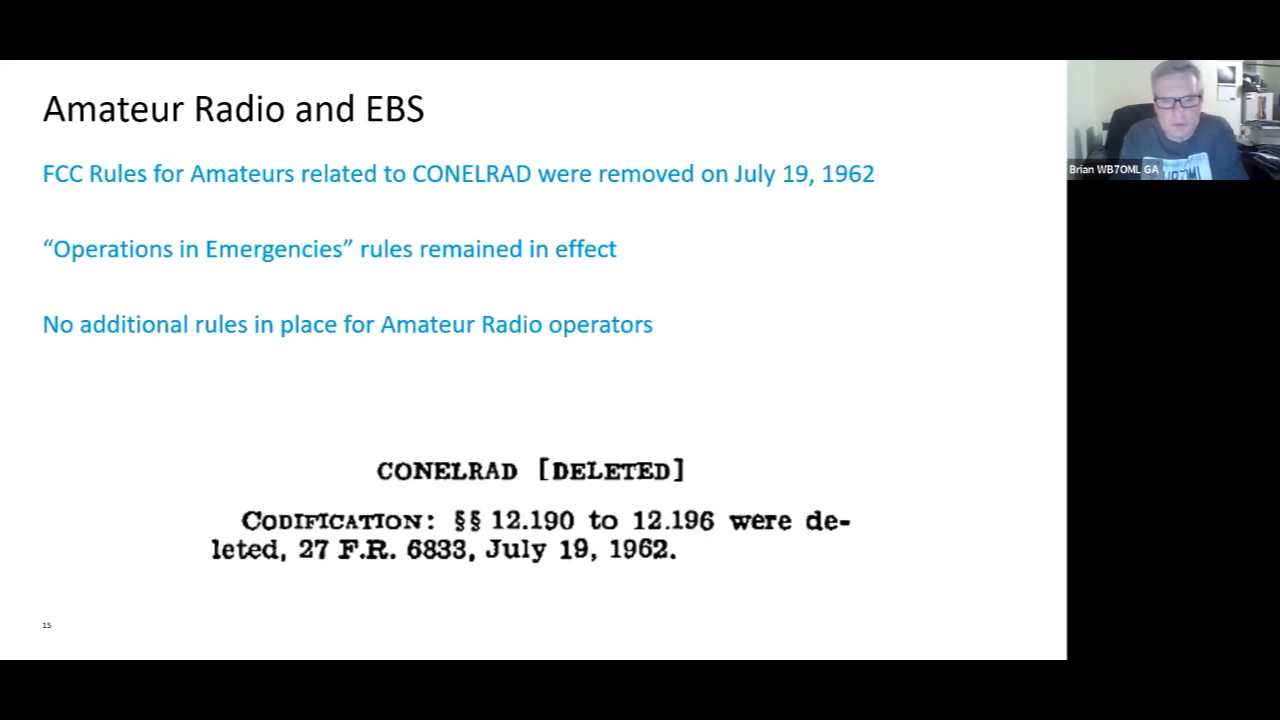 Amateur Radio and EBS
FCC Rules for Amateurs related to CONELRAD were removed on July 19, 1962
“Operations in Emergencies” rules remained in effect
No additional rules in place for Amateur Radio operators
CONELRAD [DELETED]
CODIFICATION: §§ 12.190 to 12.196 were de-
leted, 27 F.R. 6833, July 19, 1962.
15
Brian WB7OML GA